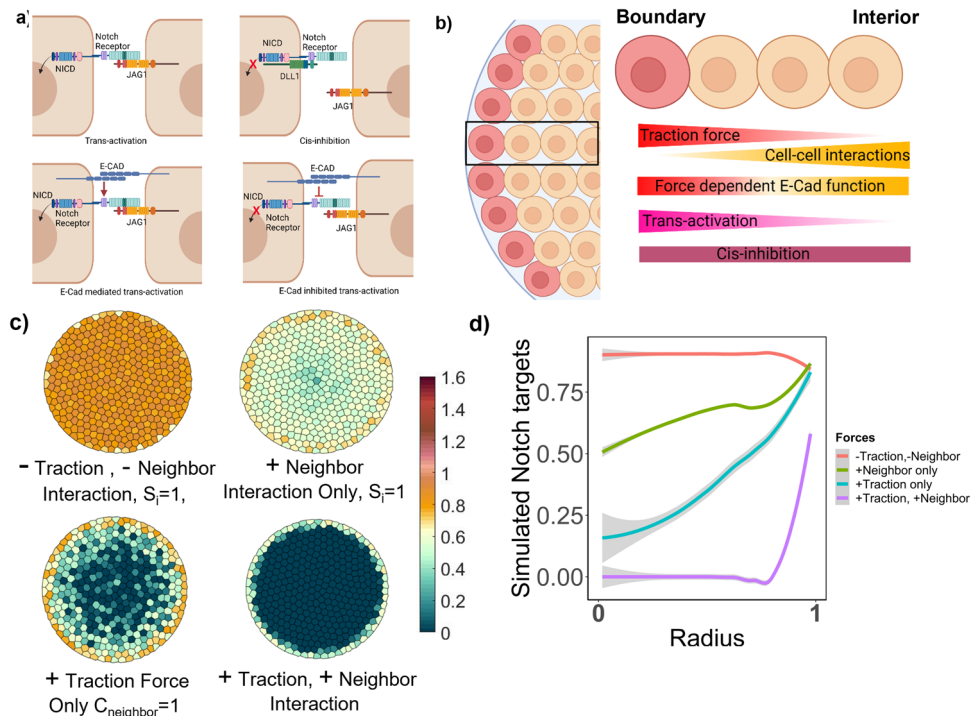 a)
Notch
Receptor
NICD
JAG1
Trans-activation
NICD
Notch Receptor
X
DLL1
JAG1
Cis-inhibition
E-CAD
NICD
Notch
Receptor
JAG1
E-Cad mediated trans-activation
E-CAD
NICD
X
Notch
Receptor
JAG1
E-Cad inhibited trans-activation
b)
Boundary
Interior
Traction force
Cell-cell interactions
Force dependent E-Cad function
Trans-activation
Cis-inhibition
c)
- Traction , - Neighbor
Interaction, Si=1,
+ Neighbor
Interaction Only, Si=1
+ Traction Force
Only Cneighbor=1
+ Traction, + Neighbor
Interaction
1.6
1.4
1.2
1
0.8
0.6
0.4
0.2
0
d)
Simulated Notch targets
0.75
0.50
0.25
0.00
0
1
Radius
Forces
-Traction,-Neighbor
+Neighbor only
+Traction only
+Traction, +Neighbor